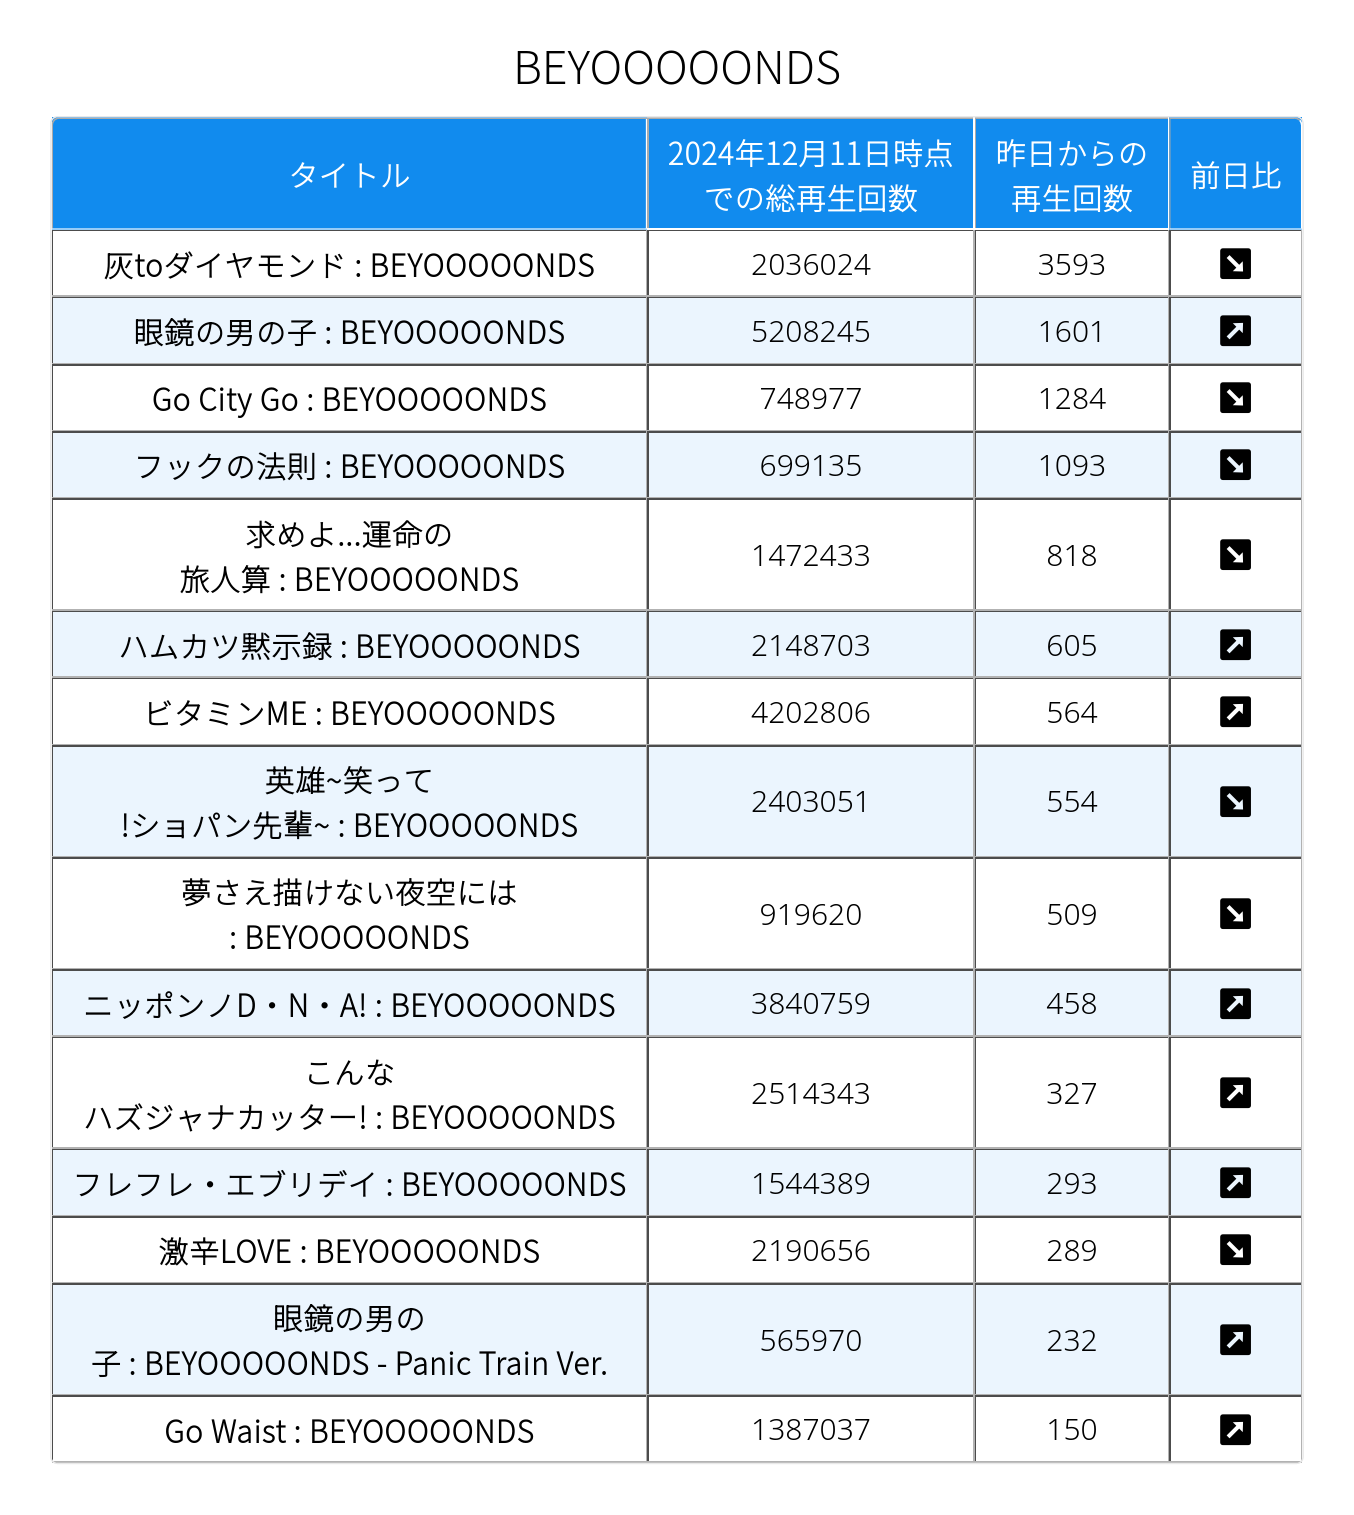 BEYOOOOONDS
タイトル
2024年12月11日時点
での総再生回数
昨日からの
再生回数
前日比
灰toダイヤモンド : BEYOOOOONDS
2036024
3593
眼鏡の男の子 : BEYOOOOONDS
5208245
1601
Go City Go : BEYOOOOONDS
748977
1284
フックの法則 : BEYOOOOONDS
699135
1093
求めよ...運命の
旅人算 : BEYOOOOONDS
1472433
818
ハムカツ黙示録 : BEYOOOOONDS
2148703
605
ビタミンME : BEYOOOOONDS
4202806
564
英雄~笑って
!ショパン先輩~ : BEYOOOOONDS
2403051
554
夢さえ描けない夜空には
: BEYOOOOONDS
919620
509
ニッポンノD・N・A! : BEYOOOOONDS
3840759
458
こんな
ハズジャナカッター! : BEYOOOOONDS
2514343
327
フレフレ・エブリデイ : BEYOOOOONDS
1544389
293
激辛LOVE : BEYOOOOONDS
2190656
289
眼鏡の男の
子 : BEYOOOOONDS - Panic Train Ver.
565970
232
Go Waist : BEYOOOOONDS
1387037
150